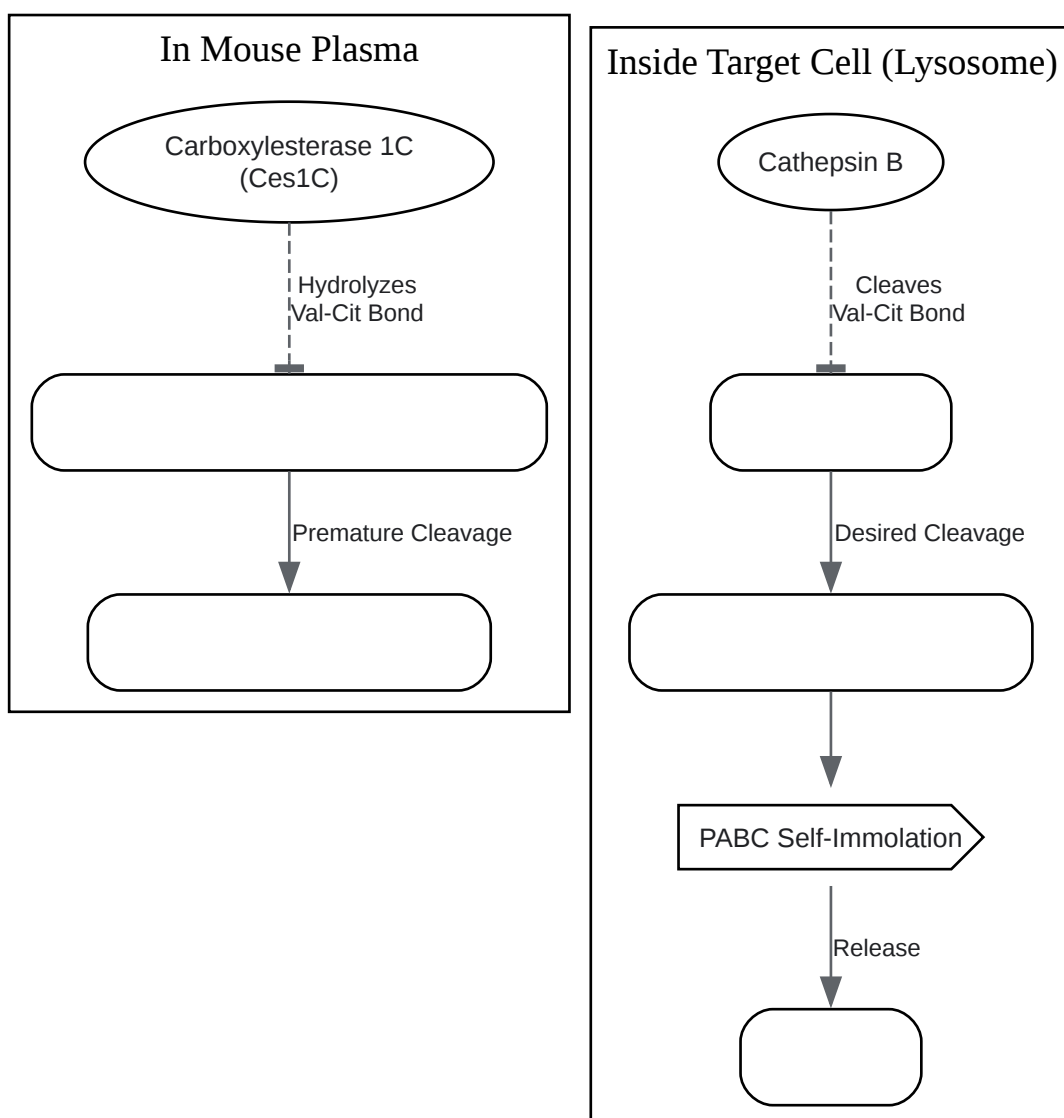 In Mouse Plasma
Carboxylesterase 1C
(Ces1C)
Hydrolyzes
Val-Cit Bond
Premature Cleavage
Inside Target Cell (Lysosome)
Cathepsin B
Cleaves
Val-Cit Bond
Desired Cleavage
PABC Self-Immolation
Release